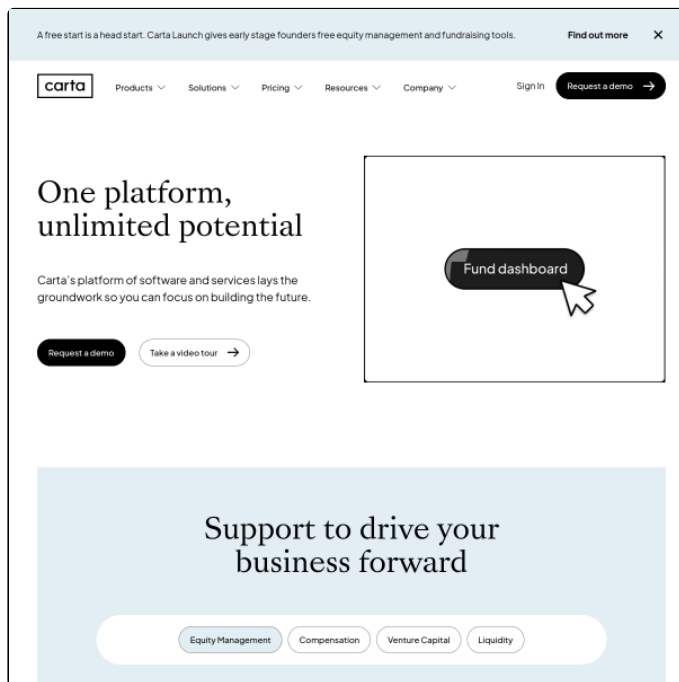 A free start is a head start. Carta Launch gives early stage founders free equity management and fundraising tools. Find out more
carta Products Solutions Pricing Resources Company Sign In Request a demo
One platform,
unlimited potential
Carta's platform of software and services lays the
groundwork so you can focus on building the future.
Request a demo Take a video tour
Fund dashboard
Support to drive your
business forward
Equity Management Compensation Venture Capital Liquidity